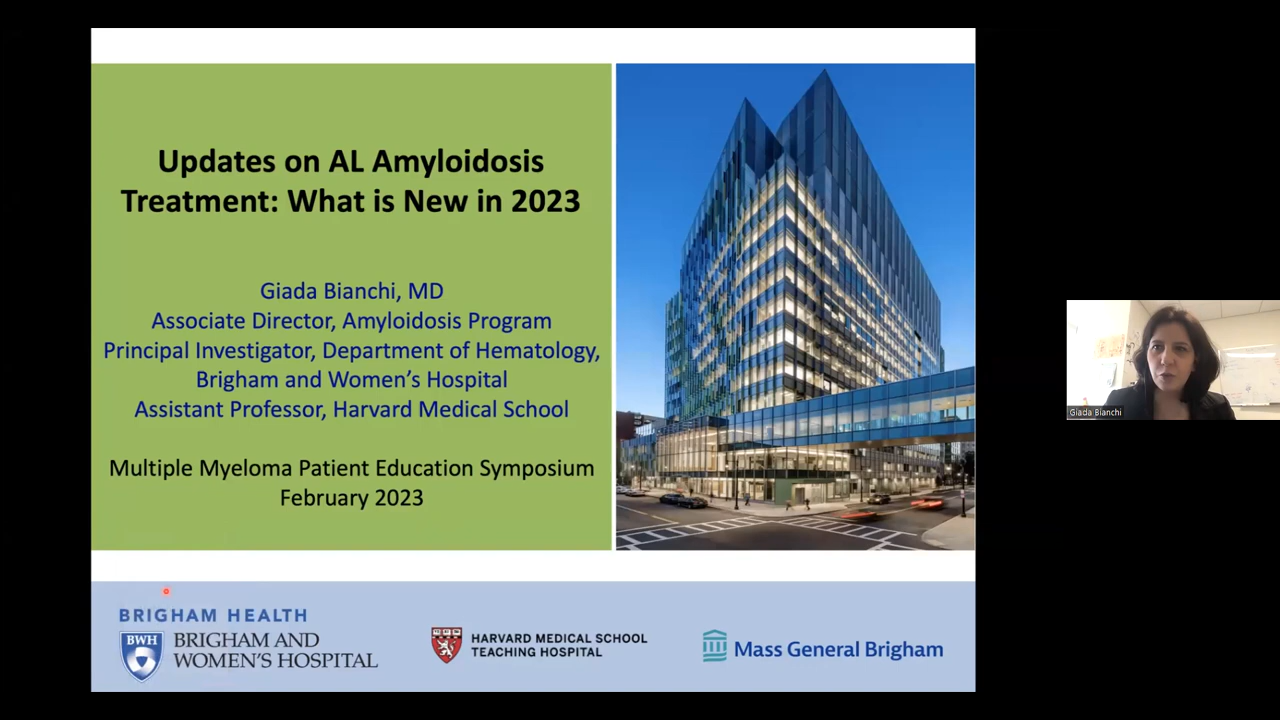 Updates on AL Amyloidosis
Treatment: What is New in 2023
Giada Bianchi, MD
Associate Director, Amyloidosis Program
Principal Investigator, Department of Hematology,
Brigham and Women’s Hospital
Assistant Professor, Harvard Medical School
Multiple Myeloma Patient Education Symposium
February 2023
Giada Bianchi
BRIGHAM HEALTH
BWH
BRIGHAM AND
WOMEN’S HOSPITAL
HARVARD MEDICAL SCHOOL
TEACHING HOSPITAL
Mass General Brigham